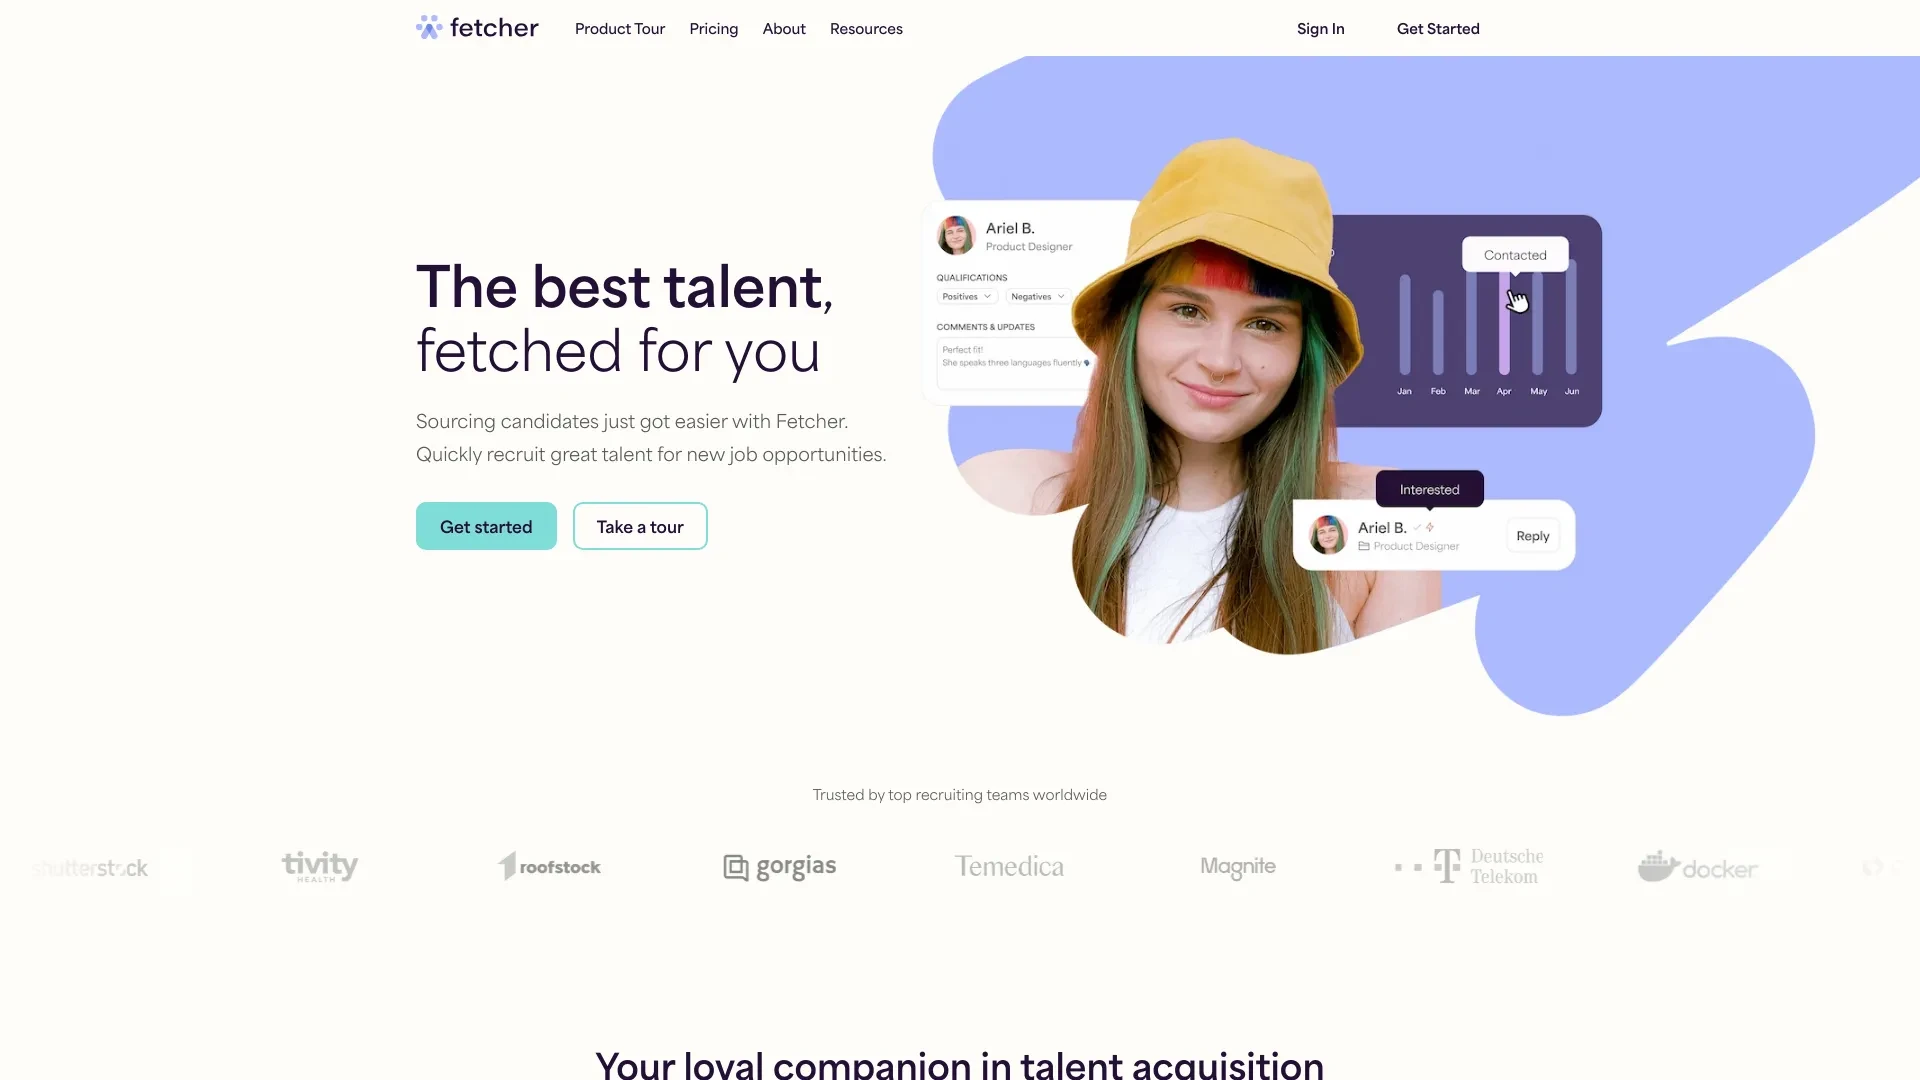 fetcher
Product Tour
Pricing
About
Resources
Sign In
Get Started
The best talent,
fetched for you
Sourcing candidates just got easier with Fetcher.
Quickly recruit great talent for new job opportunities.
Get started
Take a tour
Ariel B.
Product Designer
QUALIFICATIONS
Positives
Negatives
COMMENTS & UPDATES
Perfect fit!
She speaks three languages fluently
Contacted
Jan Feb Mar Apr May Jun
Interested
Ariel B.
Product Designer
Reply
Trusted by top recruiting teams worldwide
shutterstock
tivity
HEALTH
roofstock
gorgias
Temedica
Magnite
Deutsche
Telekom
docker
Your loyal companion in talent acquisition